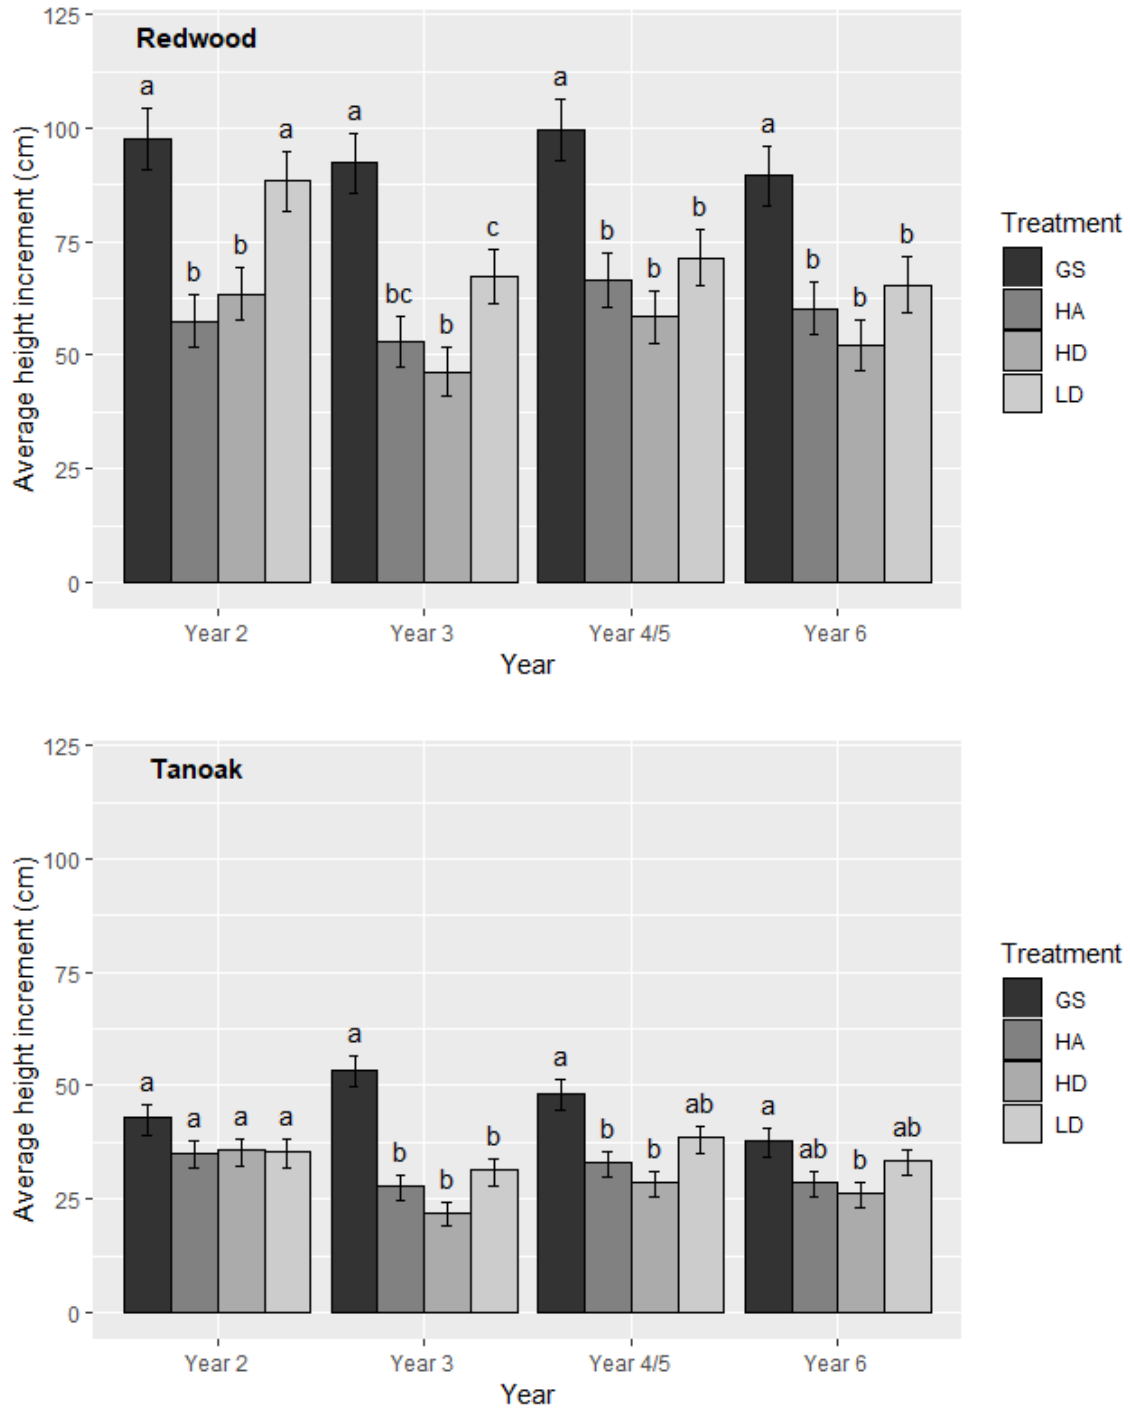 Redwood
Average height increment (cm)
125
100
75
50
25
0
a
b
b
a
a
bc
b
c
a
b
b
b
a
b
b
b
Year 2
Year 3
Year 4/5
Year 6
Year
Treatment
GS
HA
HD
LD
Tanoak
Average height increment (cm)
125
100
75
50
25
0
a
a
a
a
a
b
b
b
a
b
b
ab
a
ab
b
ab
Year 2
Year 3
Year 4/5
Year 6
Year
Treatment
GS
HA
HD
LD